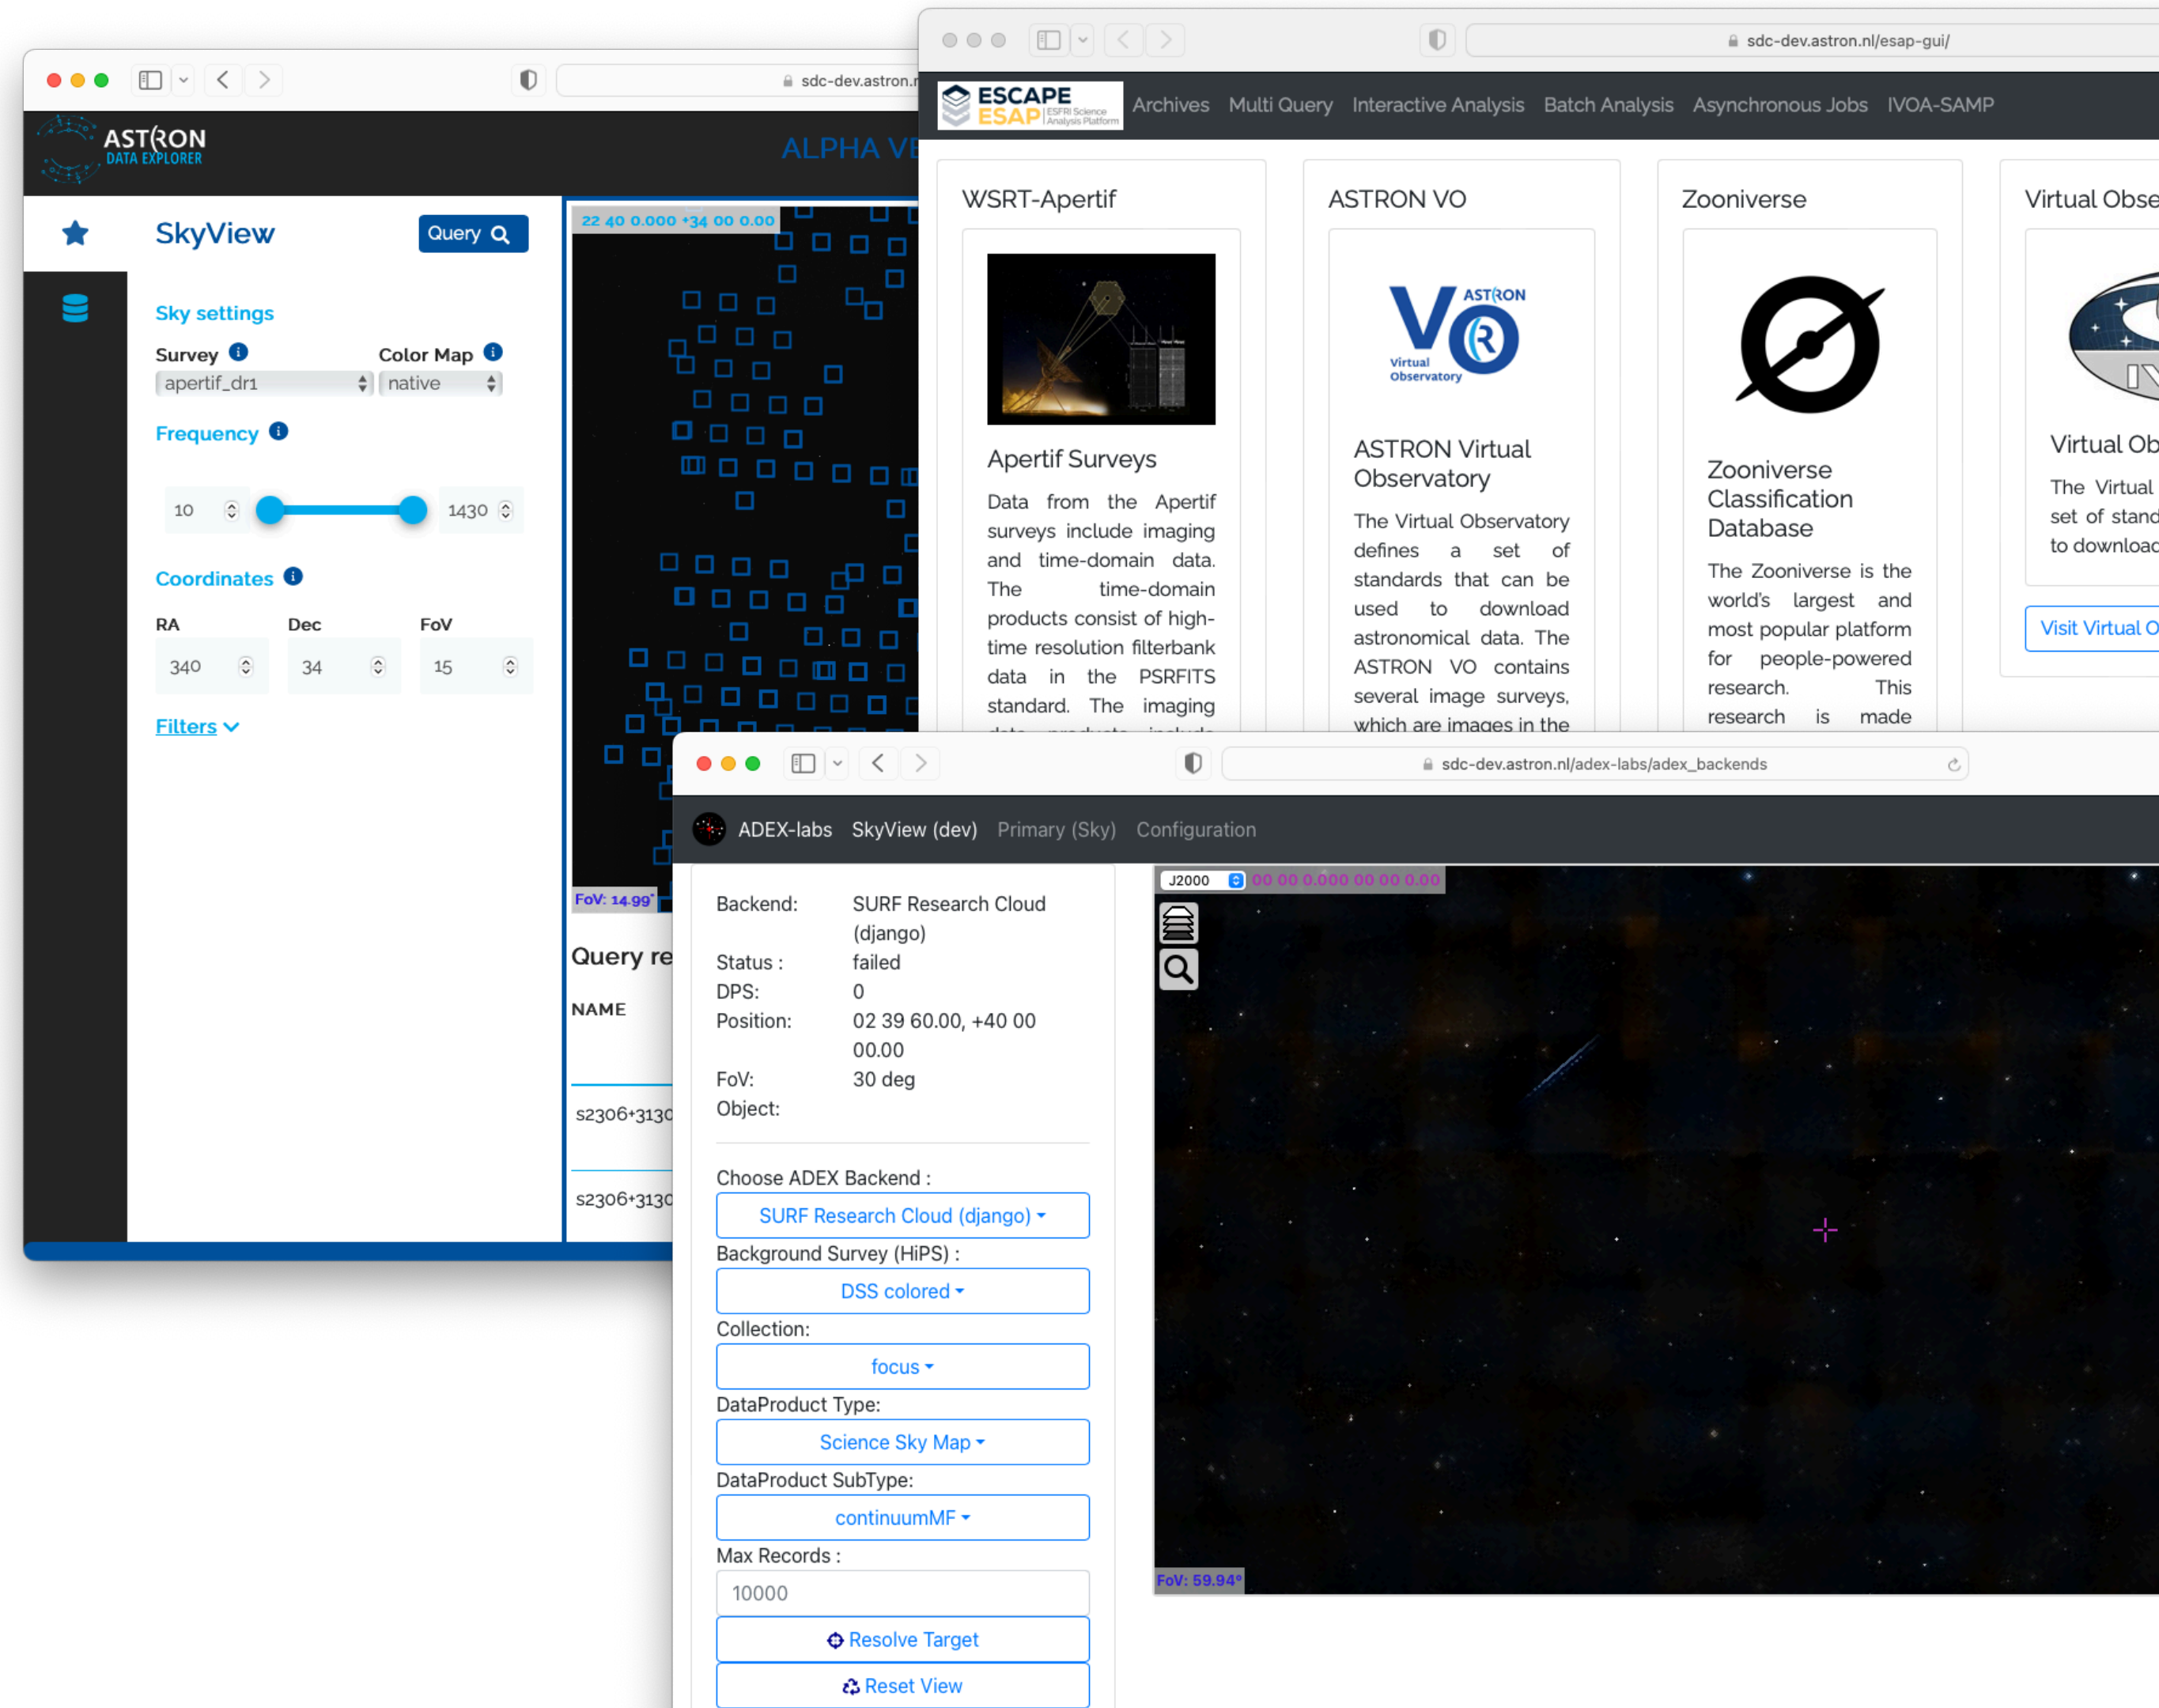 sdc-dev.astron.n
ASTRON
DATA EXPLORER
ALPHA VE
SkyView
Query
Sky settings
Survey
Color Map
apertif_dr1
native
Frequency
10
1430
Coordinates
RA
Dec
FoV
340
34
15
Filters
22 40 0.000 +34 00 0.00
FoV: 14.99°
Query re
NAME
s2306+3130
s2306+3130
sdc-dev.astron.nl/esap-gui/
ESCAPE
ESAP
ESFRI Science
Analysis Platform
Archives Multi Query Interactive Analysis Batch Analysis Asynchronous Jobs IVOA-SAMP
WSRT-Apertif
Apertif Surveys
Data from the Apertif
surveys include imaging
and time-domain data.
The time-domain
products consist of high-
time resolution filterbank
data in the PSRFITS
standard. The imaging
data products include
ASTRON VO
ASTRON
Virtual
Observatory
ASTRON Virtual
Observatory
The Virtual Observatory
defines a set of
standards that can be
used to download
astronomical data. The
ASTRON VO contains
several image surveys,
which are images in the
Zooniverse
Zooniverse
Classification
Database
The Zooniverse is the
world's largest and
most popular platform
for people-powered
research. This
research is made
Virtual Obse
IV
Virtual Ob
The Virtual
set of stand
to download
Visit Virtual O
sdc-dev.astron.nl/adex-labs/adex_backends
ADEX-labs SkyView (dev) Primary (Sky) Configuration
Backend: SURF Research Cloud
(django)
Status : failed
DPS: 0
Position: 02 39 60.00, +40 00
00.00
FoV: 30 deg
Object:
Choose ADEX Backend :
SURF Research Cloud (django)
Background Survey (HiPS) :
DSS colored
Collection:
focus
DataProduct Type:
Science Sky Map
DataProduct SubType:
continuumMF
Max Records :
10000
Resolve Target
Reset View
J2000 00 00 0.000 00 00 0.00
FoV: 59.94°